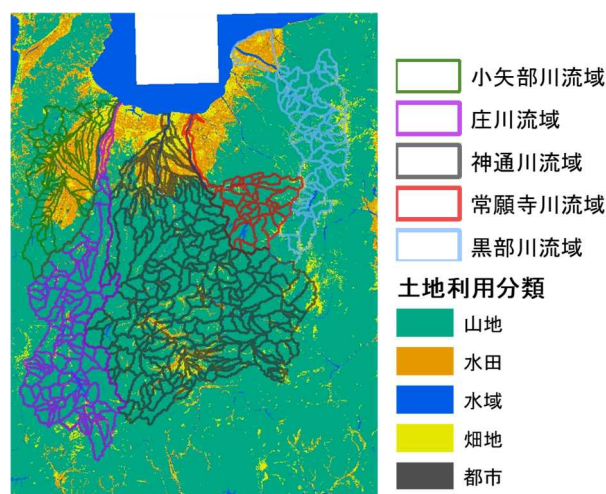 小矢部川流域
庄川流域
神通川流域
常願寺川流域
黒部川流域
土地利用分類
山地
水田
水域
畑地
都市